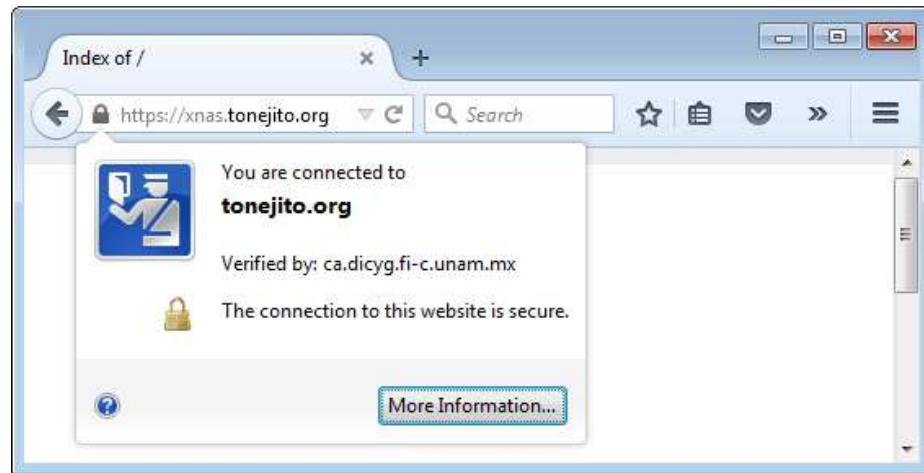 Index of /
https://xnas.tonejito.org
Search
You are connected to
tonejito.org
Verified by: ca.dicyg.fi-c.unam.mx
The connection to this website is secure.
More Information...